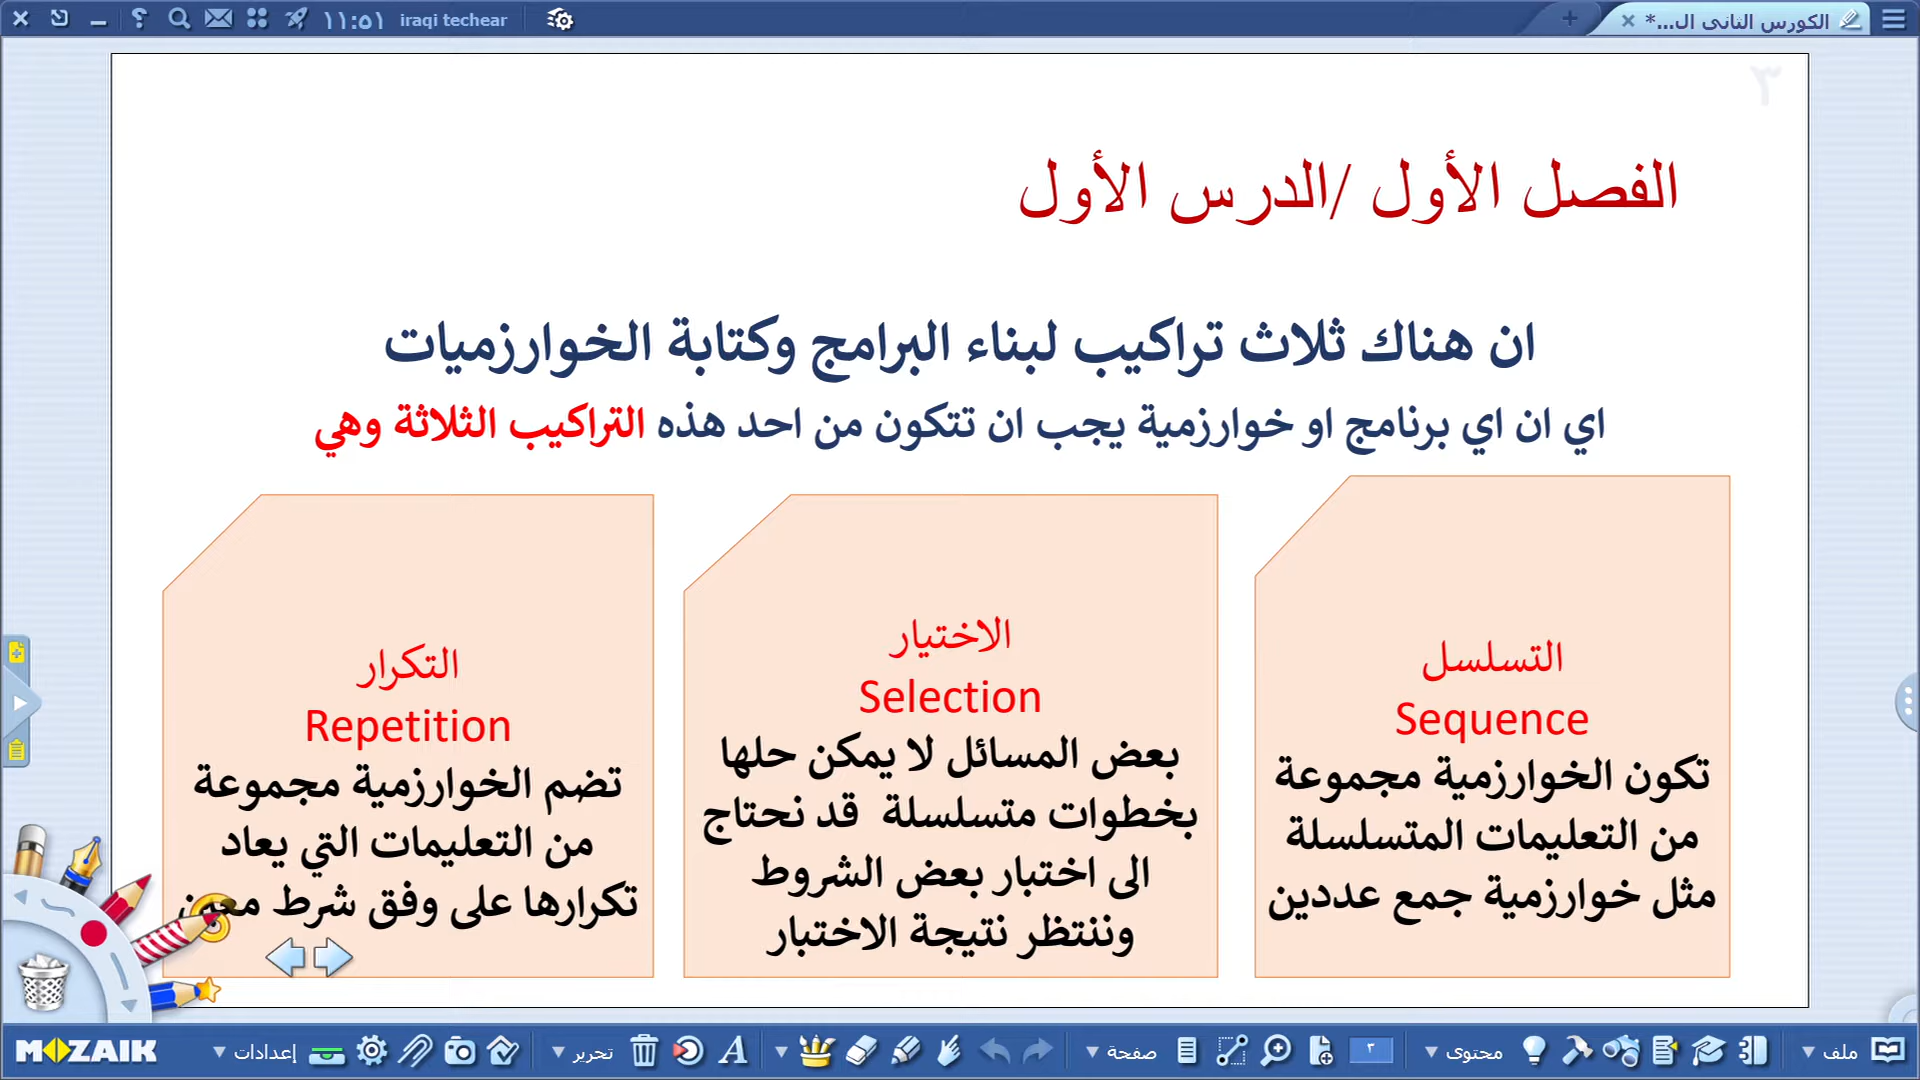 الكورس الثانى ال...*
iraqi techear
١١:٥١
٣
الفصل الأول /الدرس الأول
ان هناك ثلاث تراكيب لبناء البرامج وكتابة الخوارزميات
اي ان اي برنامج او خوارزمية يجب ان تتكون من احد هذه التراكيب الثلاثة وهي
التسلسل
Sequence
تكون الخوارزمية مجموعة
من التعليمات المتسلسلة
مثل خوارزمية جمع عددين
الاختيار
Selection
بعض المسائل لا يمكن حلها
بخطوات متسلسلة قد نحتاج
الى اختبار بعض الشروط
وننتظر نتيجة الاختبار
التكرار
Repetition
تضم الخوارزمية مجموعة
من التعليمات التي يعاد
تكرارها على وفق شرط معين
ملف
محتوى
٣
صفحة
تحرير
إعدادات
MOZAIK